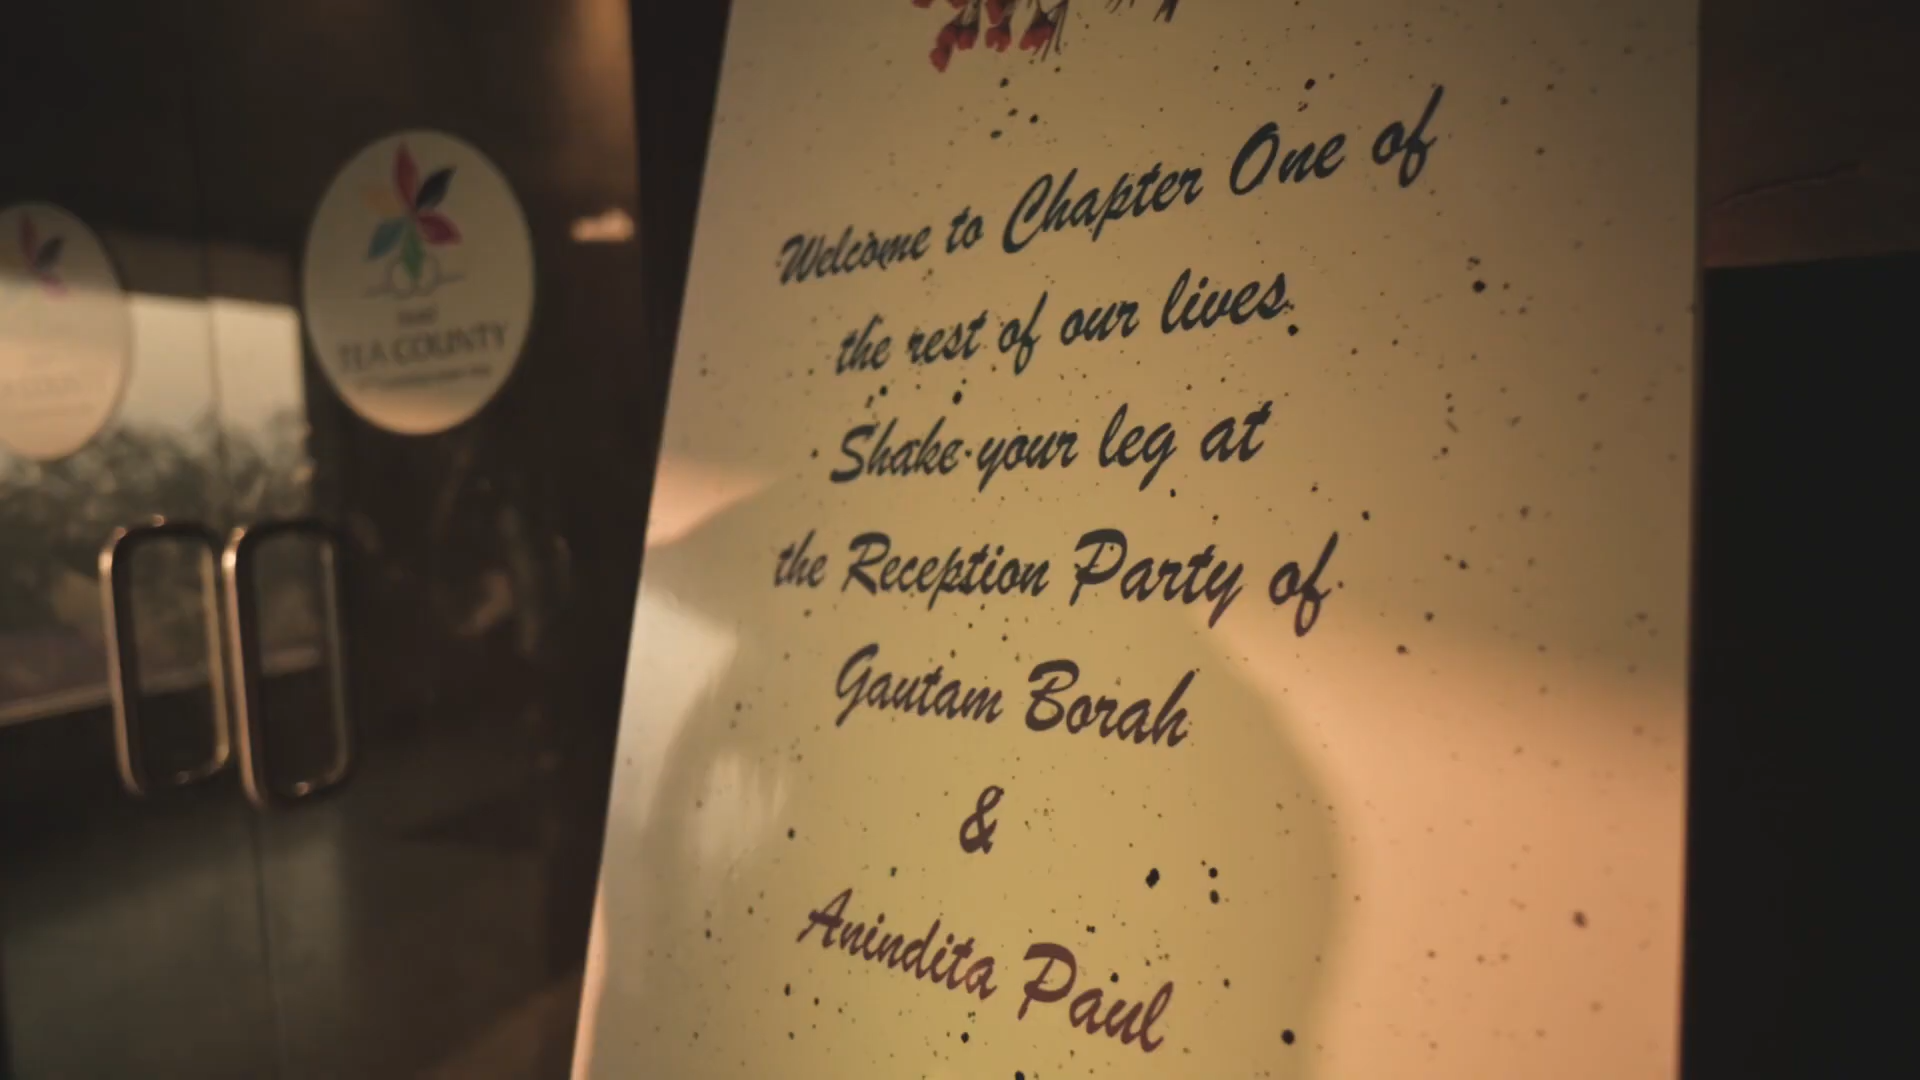 TEA COUNTY
Welcome to Chapter One of
the rest of our lives.
Shake your leg at
the Reception Party of
Gautam Borah
&
Anindita Paul